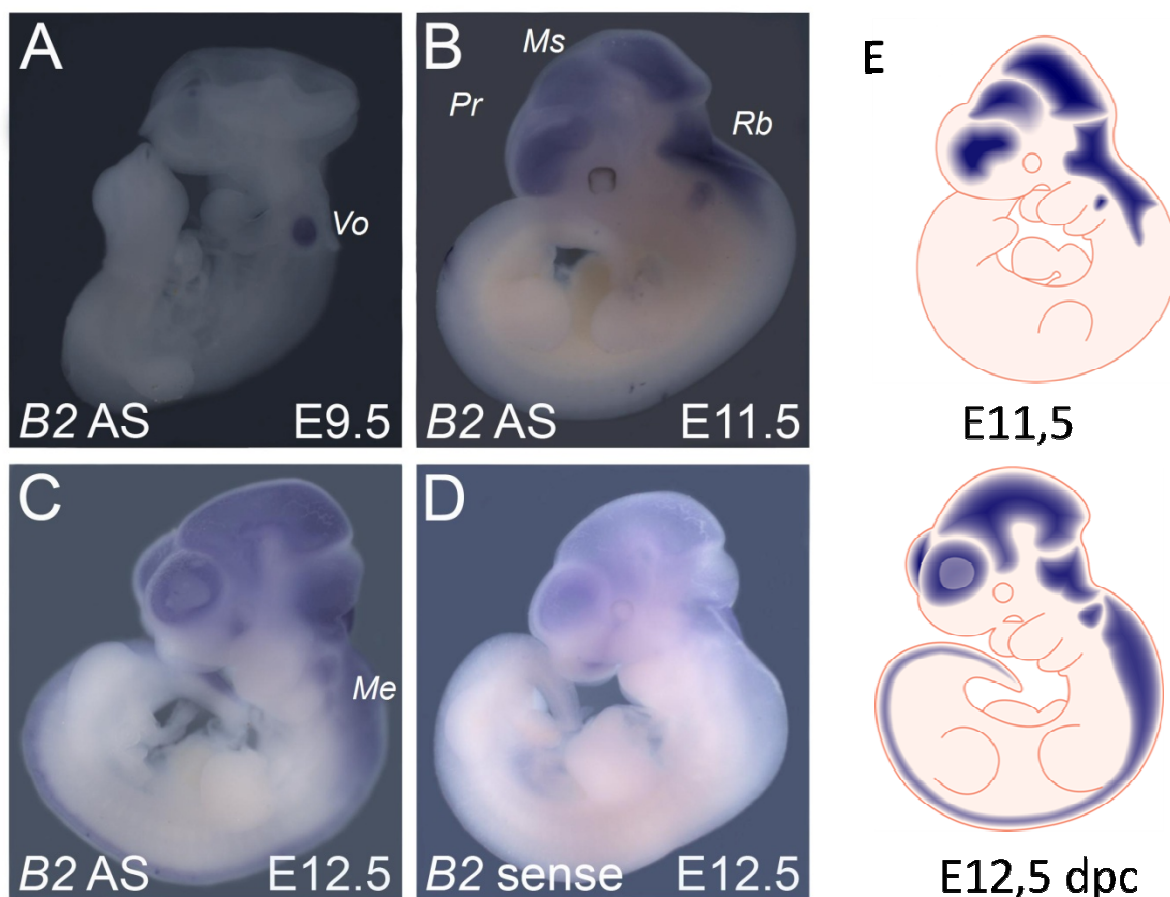 A
Vo
B2 AS
E9.5
B
Ms
Pr
Rb
B2 AS
E11.5
E
E11,5
C
Me
B2 AS
E12.5
D
B2 sense
E12.5
E12,5 dpc